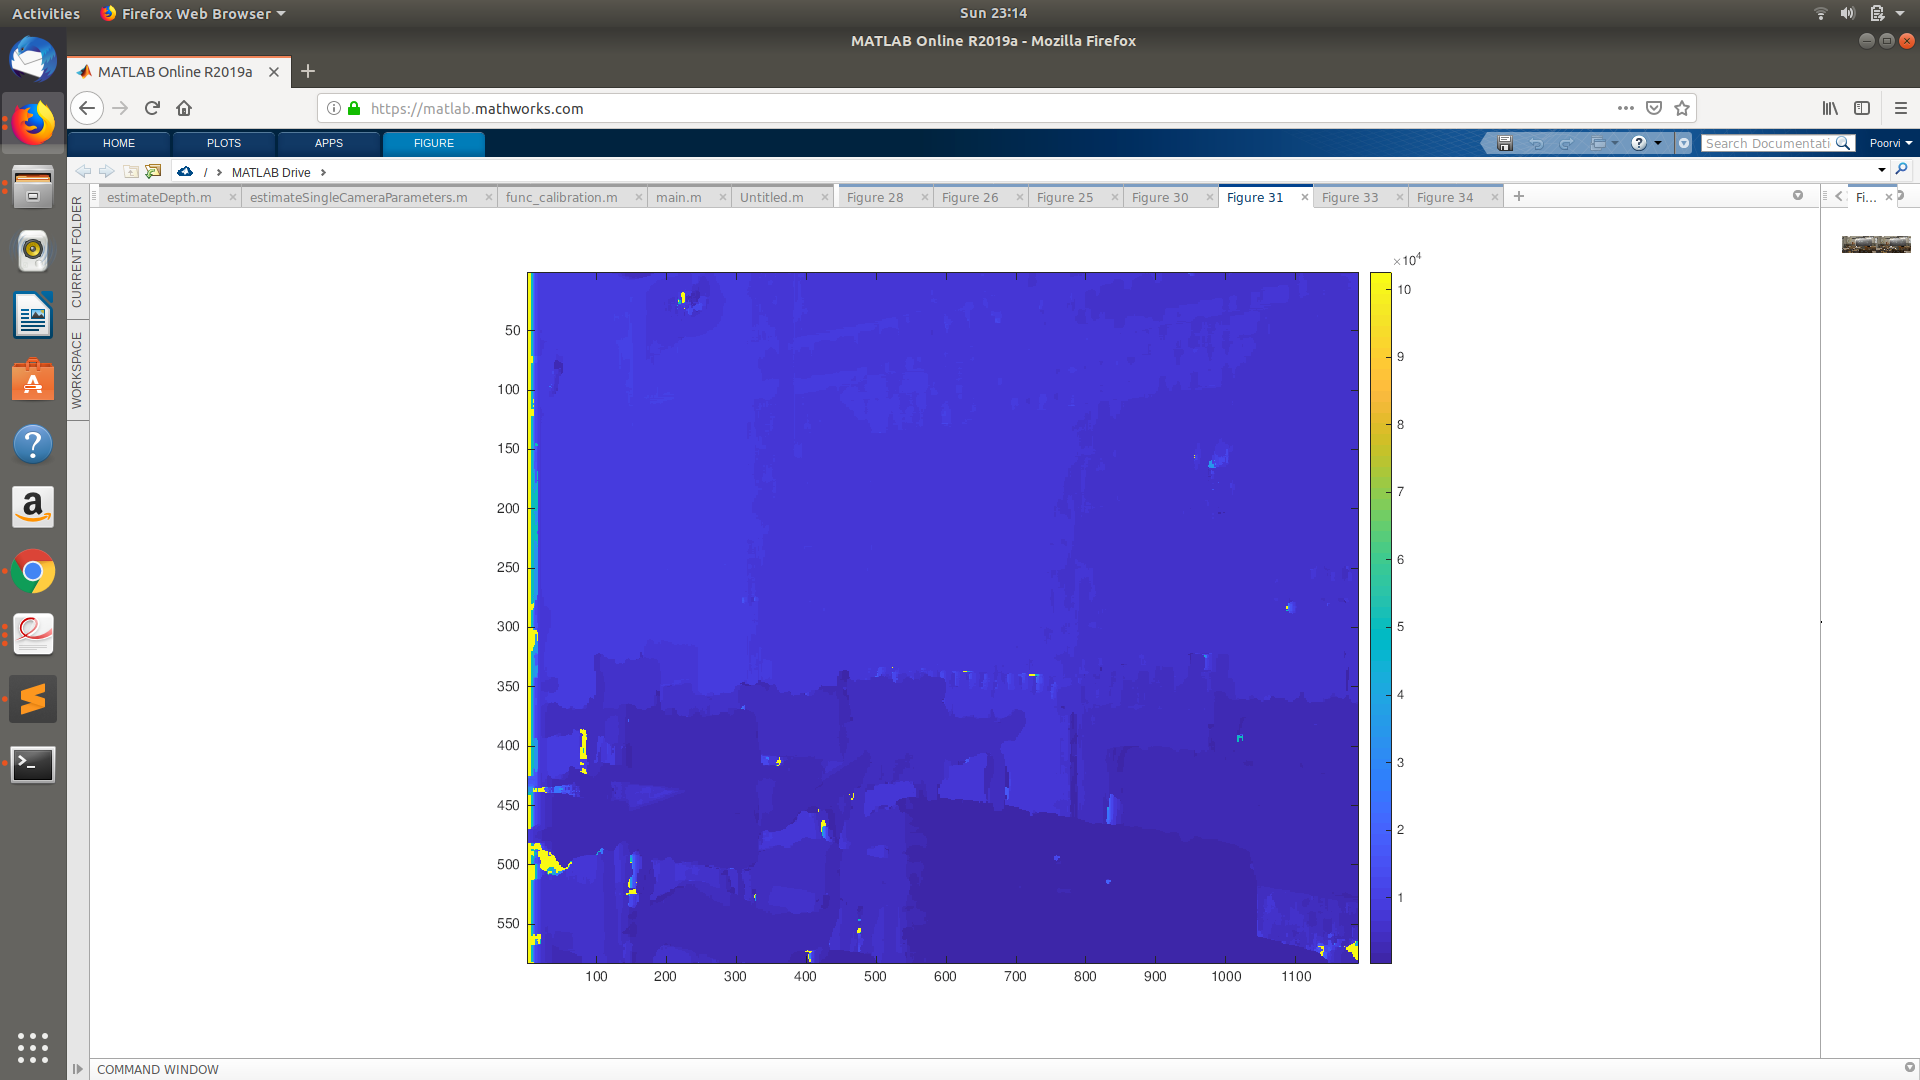 Activities Firefox Web Browser Sun 23:14
MATLAB Online R2019a - Mozilla Firefox
MATLAB Online R2019a
https://matlab.mathworks.com
HOME PLOTS APPS FIGURE Search Documentati Poorvi
/ MATLAB Drive
estimateDepth.m estimateSingleCameraParameters.m func_calibration.m main.m Untitled.m Figure 28 Figure 26 Figure 25 Figure 30 Figure 31 Figure 33 Figure 34 Fi...
CURRENT FOLDER
WORKSPACE
×10⁴
10
9
8
7
6
5
4
3
2
1
50
100
150
200
250
300
350
400
450
500
550
100 200 300 400 500 600 700 800 900 1000 1100
COMMAND WINDOW